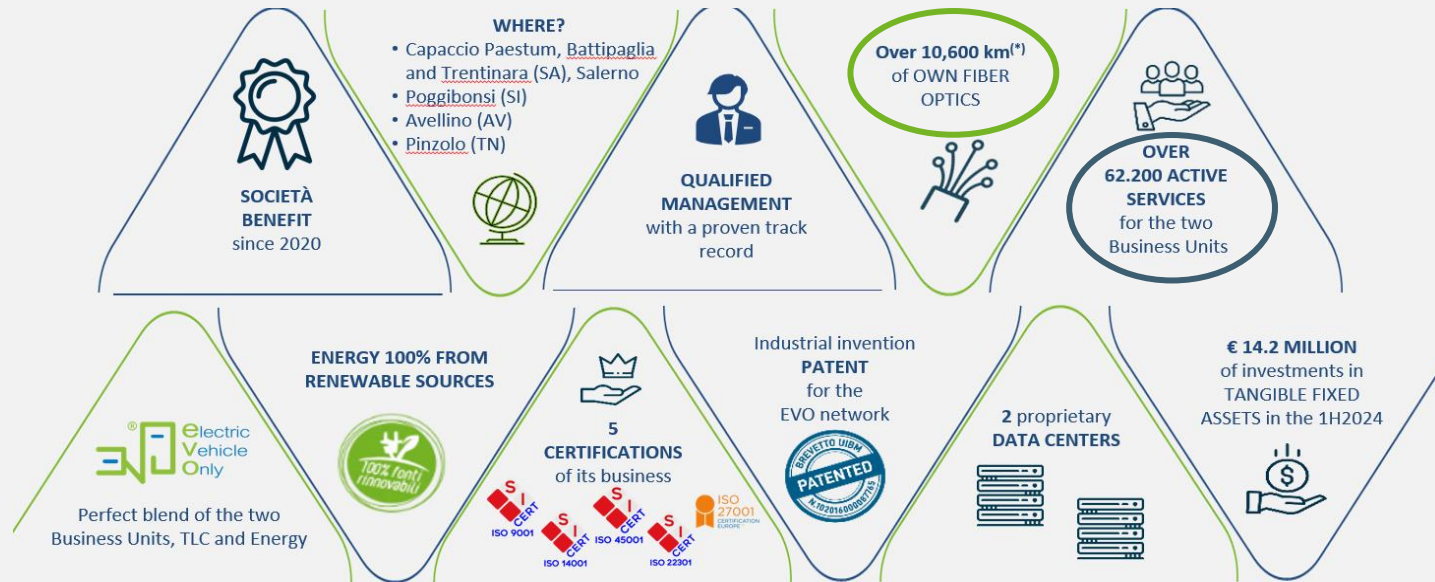 SOCIETÀ
BENEFIT
since 2020
WHERE?
• Capaccio Paestum, Battipaglia
and Trentinara (SA), Salerno
• Poggibonsi (SI)
• Avellino (AV)
• Pinzolo (TN)
QUALIFIED
MANAGEMENT
with a proven track
record
Over 10,600 km(*)
of OWN FIBER
OPTICS
OVER
62.200 ACTIVE
SERVICES
for the two
Business Units
®
electric
Vehicle
Only
Perfect blend of the two
Business Units, TLC and Energy
ENERGY 100% FROM
RENEWABLE SOURCES
100% fonti
rinnovabili
5
CERTIFICATIONS
of its business
SI CERT
ISO 9001
SI CERT
ISO 14001
SI CERT
ISO 45001
SI CERT
ISO 22301
ISO
27001
CERTIFICATION
EUROPE
Industrial invention
PATENT
for the
EVO network
BREVETTO UIBM
PATENTED
N.102016000087765
2 proprietary
DATA CENTERS
€ 14.2 MILLION
of investments in
TANGIBLE FIXED
ASSETS in the 1H2024
$